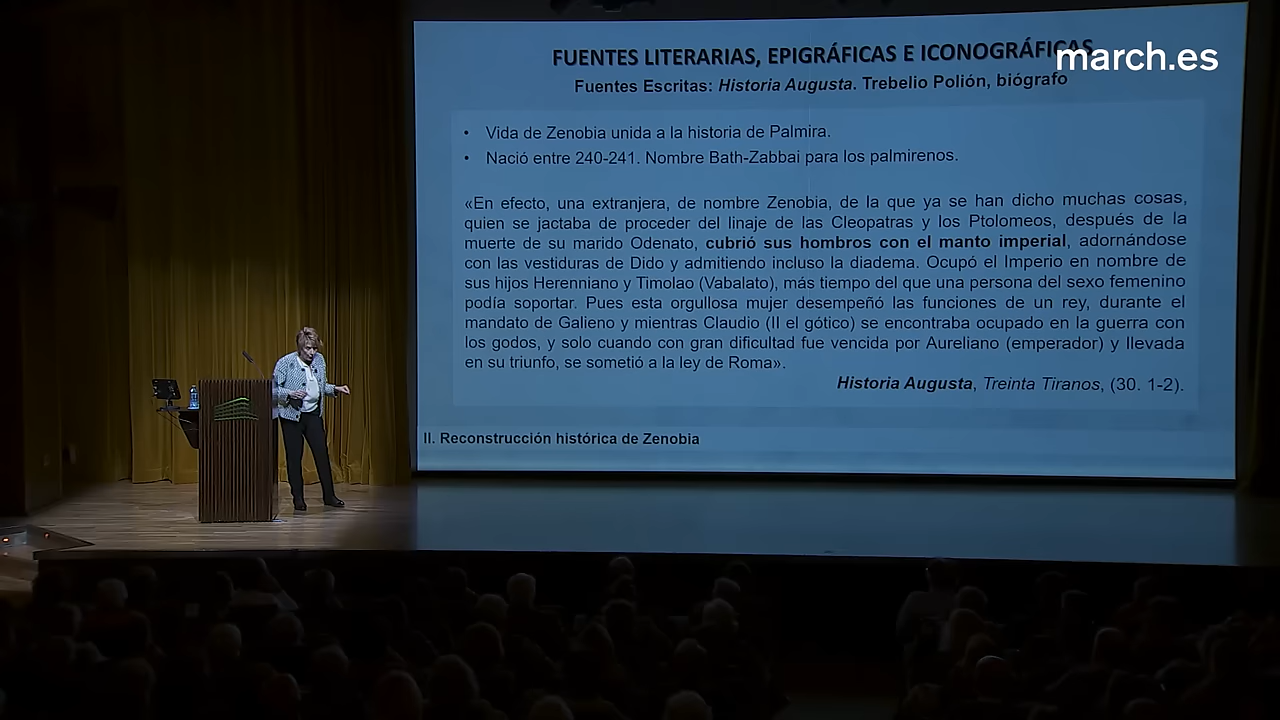 FUENTES LITERARIAS, EPIGRÁFICAS E ICONOGRÁFICAS
march.es
Fuentes Escritas: Historia Augusta. Trebelio Polión, biógrafo
• Vida de Zenobia unida a la historia de Palmira.
• Nació entre 240-241. Nombre Bath-Zabbai para los palmirenos.
«En efecto, una extranjera, de nombre Zenobia, de la que ya se han dicho muchas cosas,
quien se jactaba de proceder del linaje de las Cleopatras y los Ptolomeos, después de la
muerte de su marido Odenato, cubrió sus hombros con el manto imperial, adornándose
con las vestiduras de Dido y admitiendo incluso la diadema. Ocupó el Imperio en nombre de
sus hijos Herenniano y Timolao (Vabalato), más tiempo del que una persona del sexo femenino
podía soportar. Pues esta orgullosa mujer desempeñó las funciones de un rey, durante el
mandato de Galieno y mientras Claudio (II el gótico) se encontraba ocupado en la guerra con
los godos, y solo cuando con gran dificultad fue vencida por Aureliano (emperador) y llevada
en su triunfo, se sometió a la ley de Roma».
Historia Augusta, Treinta Tiranos, (30. 1-2).
II. Reconstrucción histórica de Zenobia